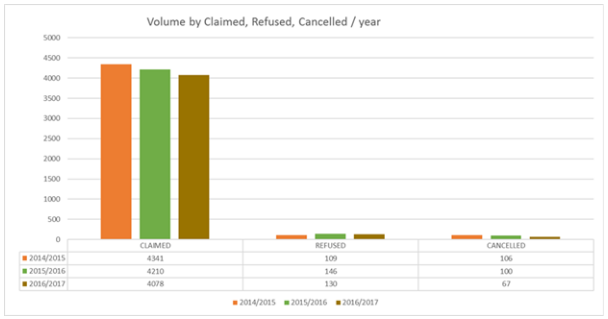 Volume by Claimed, Refused, Cancelled / year
5000
4500
4000
3500
3000
2500
2000
1500
1000
500
0
CLAIMED REFUSED CANCELLED
2014/2015 4341 109 106
2015/2016 4210 146 100
2016/2017 4078 130 67
2014/2015 2015/2016 2016/2017